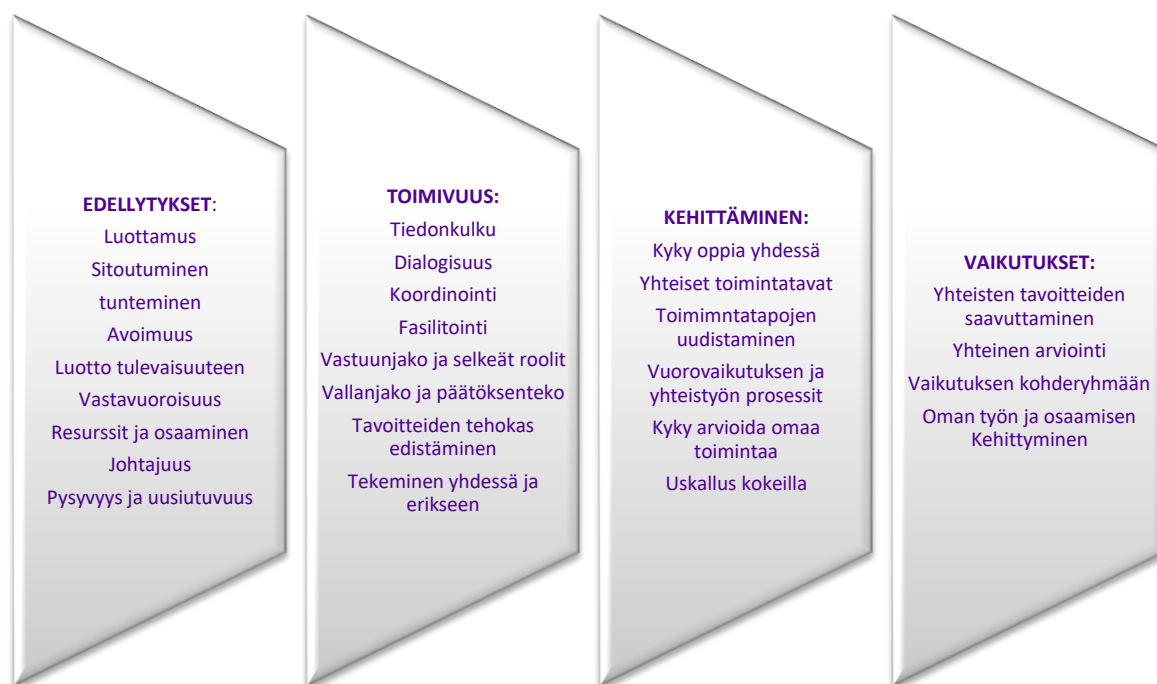 EDELLYTYKSET:
Luottamus
Sitoutuminen
tunteminen
Avoimuus
Luotto tulevaisuuteen
Vastavuoroisuus
Resurssit ja osaaminen
Johtajuus
Pysyvyys ja uusiutuvuus
TOIMIVUUS:
Tiedonkulku
Dialogisuus
Koordinointi
Fasilitointi
Vastuunjako ja selkeät roolit
Vallanjako ja päätöksenteko
Tavoitteiden tehokas
edistäminen
Tekeminen yhdessä ja
erikseen
KEHITTÄMINEN:
Kyky oppia yhdessä
Yhteiset toimintatavat
Toimimntatapojen
uudistaminen
Vuorovaikutuksen ja
yhteistyön prosessit
Kyky arvioida omaa
toimintaa
Uskallus kokeilla
VAIKUTUKSET:
Yhteisten tavoitteiden
saavuttaminen
Yhteinen arviointi
Vaikutuksen kohderyhmään
Oman työn ja osaamisen
Kehittyminen